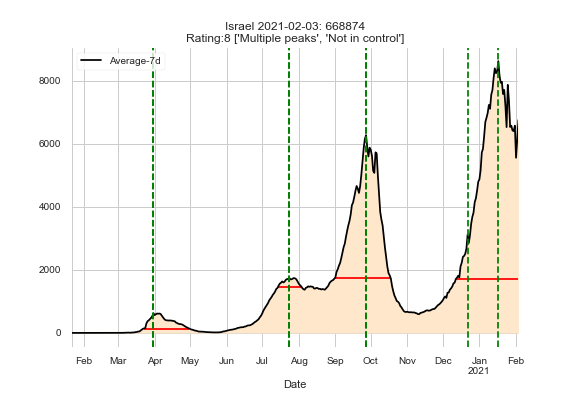 Israel 2021-02-03: 668874
Rating:8 ['Multiple peaks', 'Not in control']
Average-7d
8000
6000
4000
2000
0
Feb Mar Apr May Jun Jul Aug Sep Oct Nov Dec Jan Feb
2021
Date